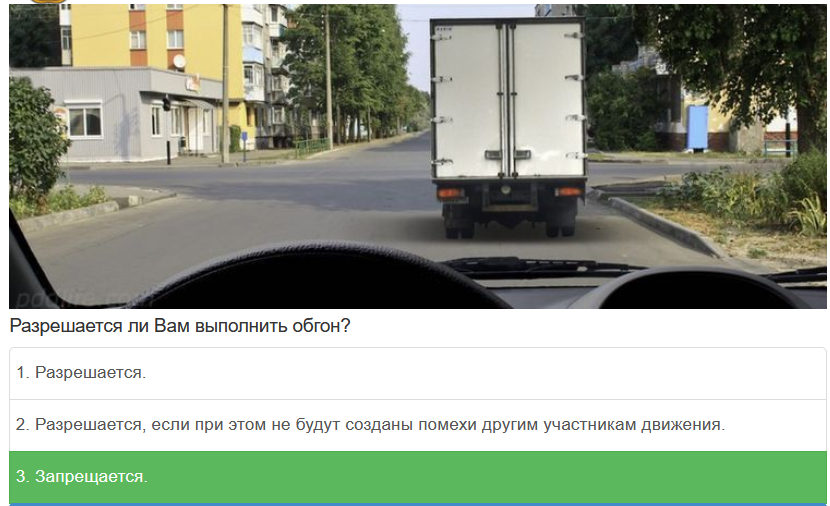 Разрешается ли Вам выполнить обгон?
1. Разрешается.
2. Разрешается, если при этом не будут созданы помехи другим участникам движения.
3. Запрещается.